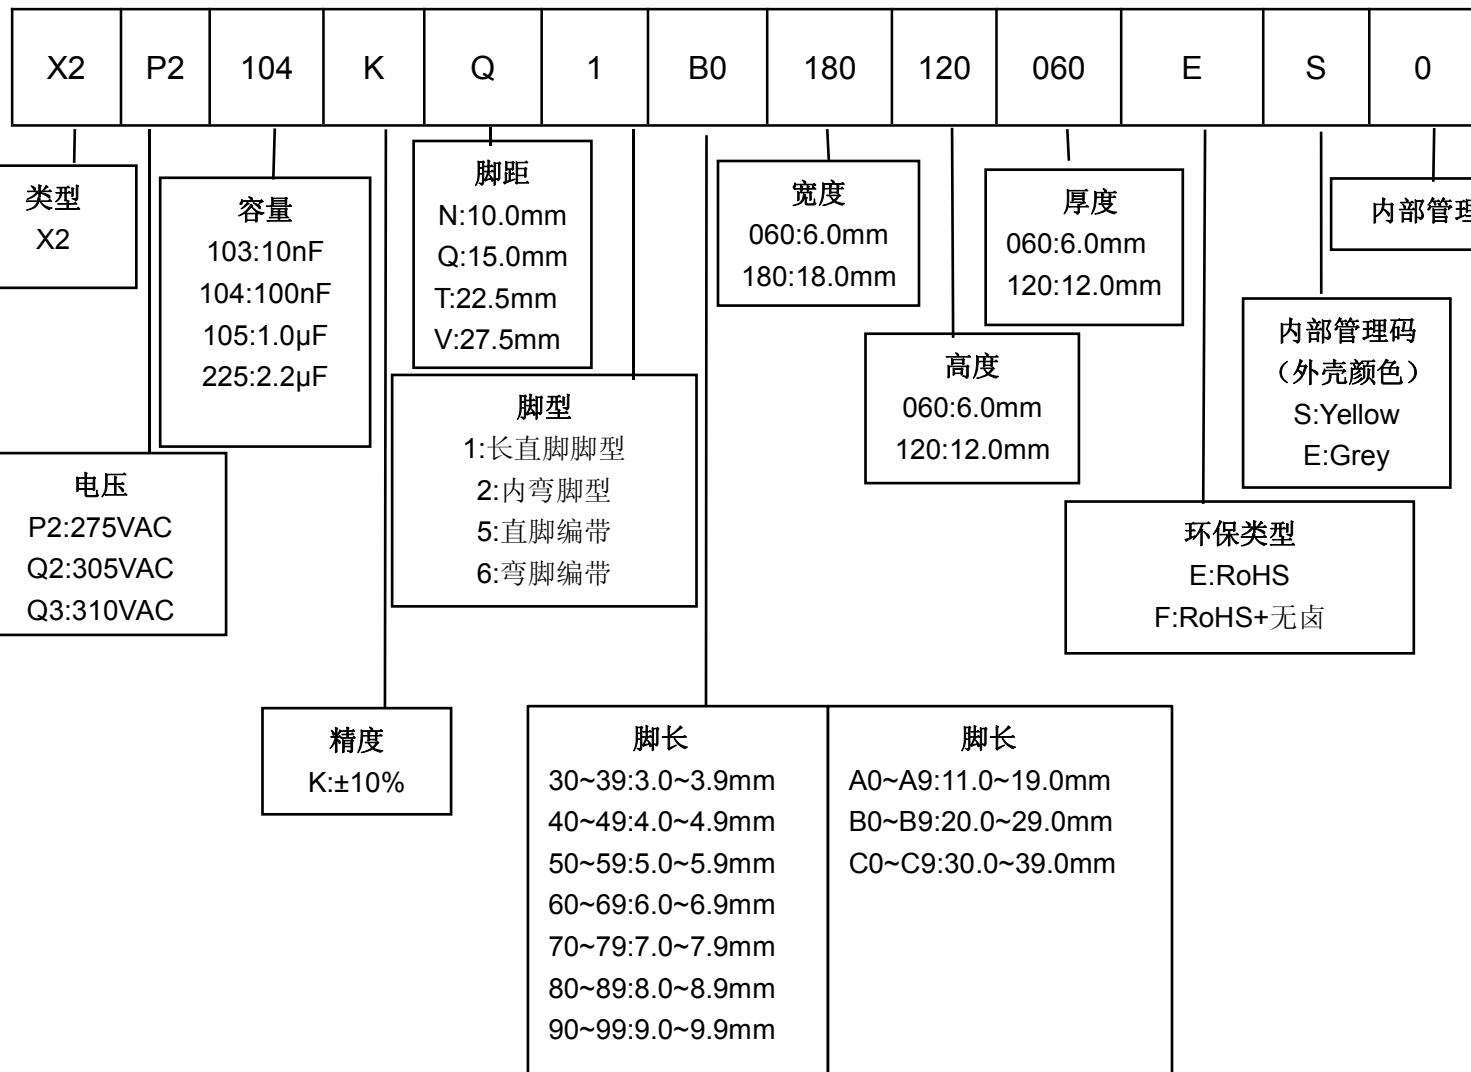 X2 P2 104 K Q 1 B0 180 120 060 E S 0
类型
X2
容量
103:10nF
104:100nF
105:1.0μF
225:2.2μF
脚距
N:10.0mm
Q:15.0mm
T:22.5mm
V:27.5mm
宽度
060:6.0mm
180:18.0mm
厚度
060:6.0mm
120:12.0mm
内部管理
电压
P2:275VAC
Q2:305VAC
Q3:310VAC
脚型
1:长直脚脚型
2:内弯脚型
5:直脚编带
6:弯脚编带
高度
060:6.0mm
120:12.0mm
内部管理码
（外壳颜色）
S:Yellow
E:Grey
环保类型
E:RoHS
F:RoHS+无卤
精度
K:±10%
脚长
30~39:3.0~3.9mm
40~49:4.0~4.9mm
50~59:5.0~5.9mm
60~69:6.0~6.9mm
70~79:7.0~7.9mm
80~89:8.0~8.9mm
90~99:9.0~9.9mm
脚长
A0~A9:11.0~19.0mm
B0~B9:20.0~29.0mm
C0~C9:30.0~39.0mm